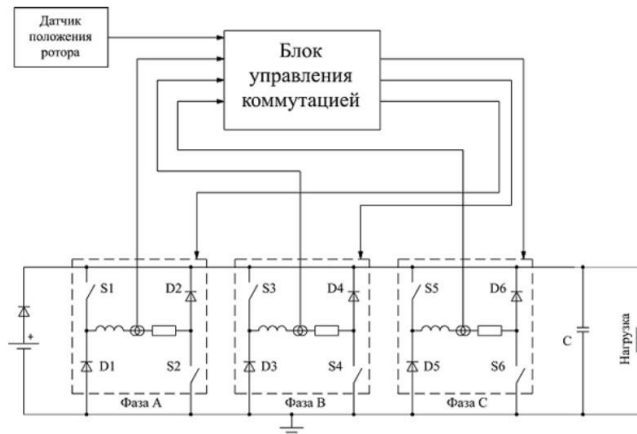 Датчик
положения
ротора
Блок
управления
коммутацией
S1
D2
S3
D4
S5
D6
+
D1
S2
D3
S4
D5
S6
C
Нагрузка
Фаза А
Фаза В
Фаза С